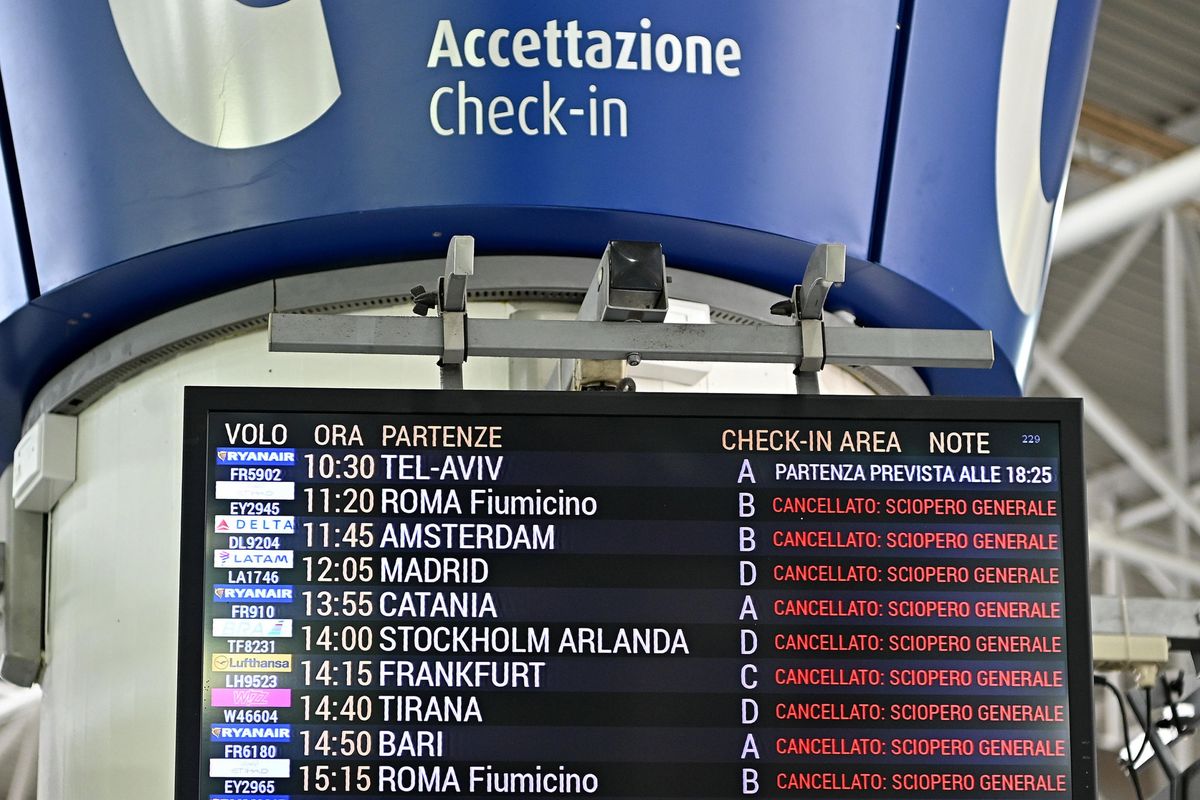 Accettazione
Check-in
VOLO ORA PARTENZE CHECK-IN AREA NOTE 229
RYANAIR FR5902 10:30 TEL-AVIV A PARTENZA PREVISTA ALLE 18:25
ETIHAD EY2945 11:20 ROMA Fiumicino B CANCELLATO: SCIOPERO GENERALE
DELTA DL9204 11:45 AMSTERDAM B CANCELLATO: SCIOPERO GENERALE
LATAM LA1746 12:05 MADRID D CANCELLATO: SCIOPERO GENERALE
RYANAIR FR910 13:55 CATANIA A CANCELLATO: SCIOPERO GENERALE
TF8231 14:00 STOCKHOLM ARLANDA D CANCELLATO: SCIOPERO GENERALE
Lufthansa LH9523 14:15 FRANKFURT C CANCELLATO: SCIOPERO GENERALE
WIZZ W46604 14:40 TIRANA D CANCELLATO: SCIOPERO GENERALE
RYANAIR FR6180 14:50 BARI A CANCELLATO: SCIOPERO GENERALE
ETIHAD EY2965 15:15 ROMA Fiumicino B CANCELLATO: SCIOPERO GENERALE